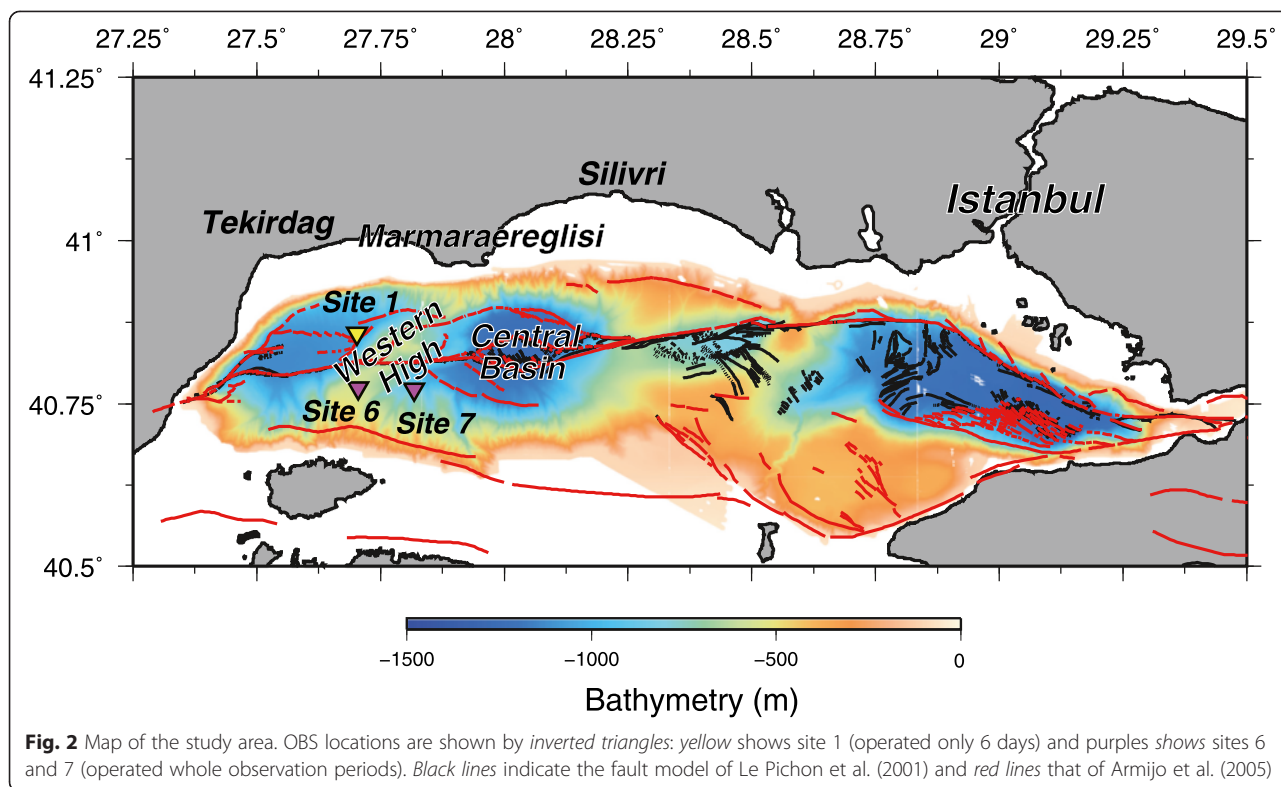 27.25˚ 27.5˚ 27.75˚ 28˚ 28.25˚ 28.5˚ 28.75˚ 29˚ 29.25˚ 29.5˚
41.25˚
41˚
40.75˚
40.5˚
Silivri
Istanbul
Tekirdag
Marmaraereglisi
Site 1
Western
High
Central
Basin
Site 6
Site 7
−1500 −1000 −500 0
Bathymetry (m)
Fig. 2 Map of the study area. OBS locations are shown by inverted triangles: yellow shows site 1 (operated only 6 days) and purples shows sites 6
and 7 (operated whole observation periods). Black lines indicate the fault model of Le Pichon et al. (2001) and red lines that of Armijo et al. (2005)